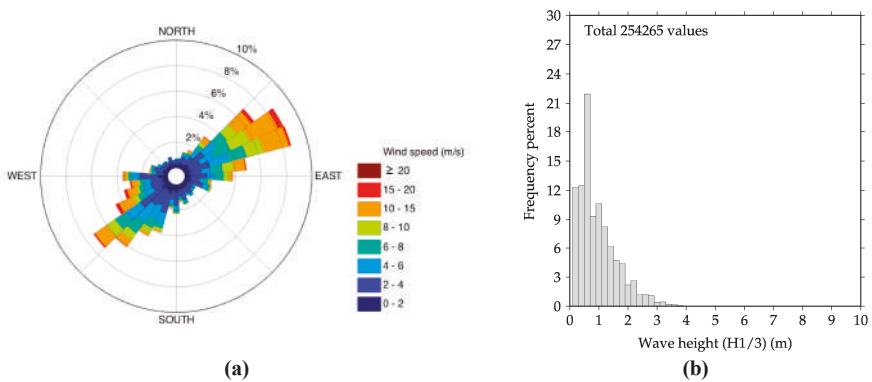 NORTH
10%
8%
6%
4%
2%
WEST
EAST
SOUTH
Wind speed (m/s)
≥ 20
15 - 20
10 - 15
8 - 10
6 - 8
4 - 6
2 - 4
0 - 2
(a)
Total 254265 values
Frequency percent
30
27
24
21
18
15
12
9
6
3
0
0 1 2 3 4 5 6 7 8 9 10
Wave height (H1/3) (m)
(b)